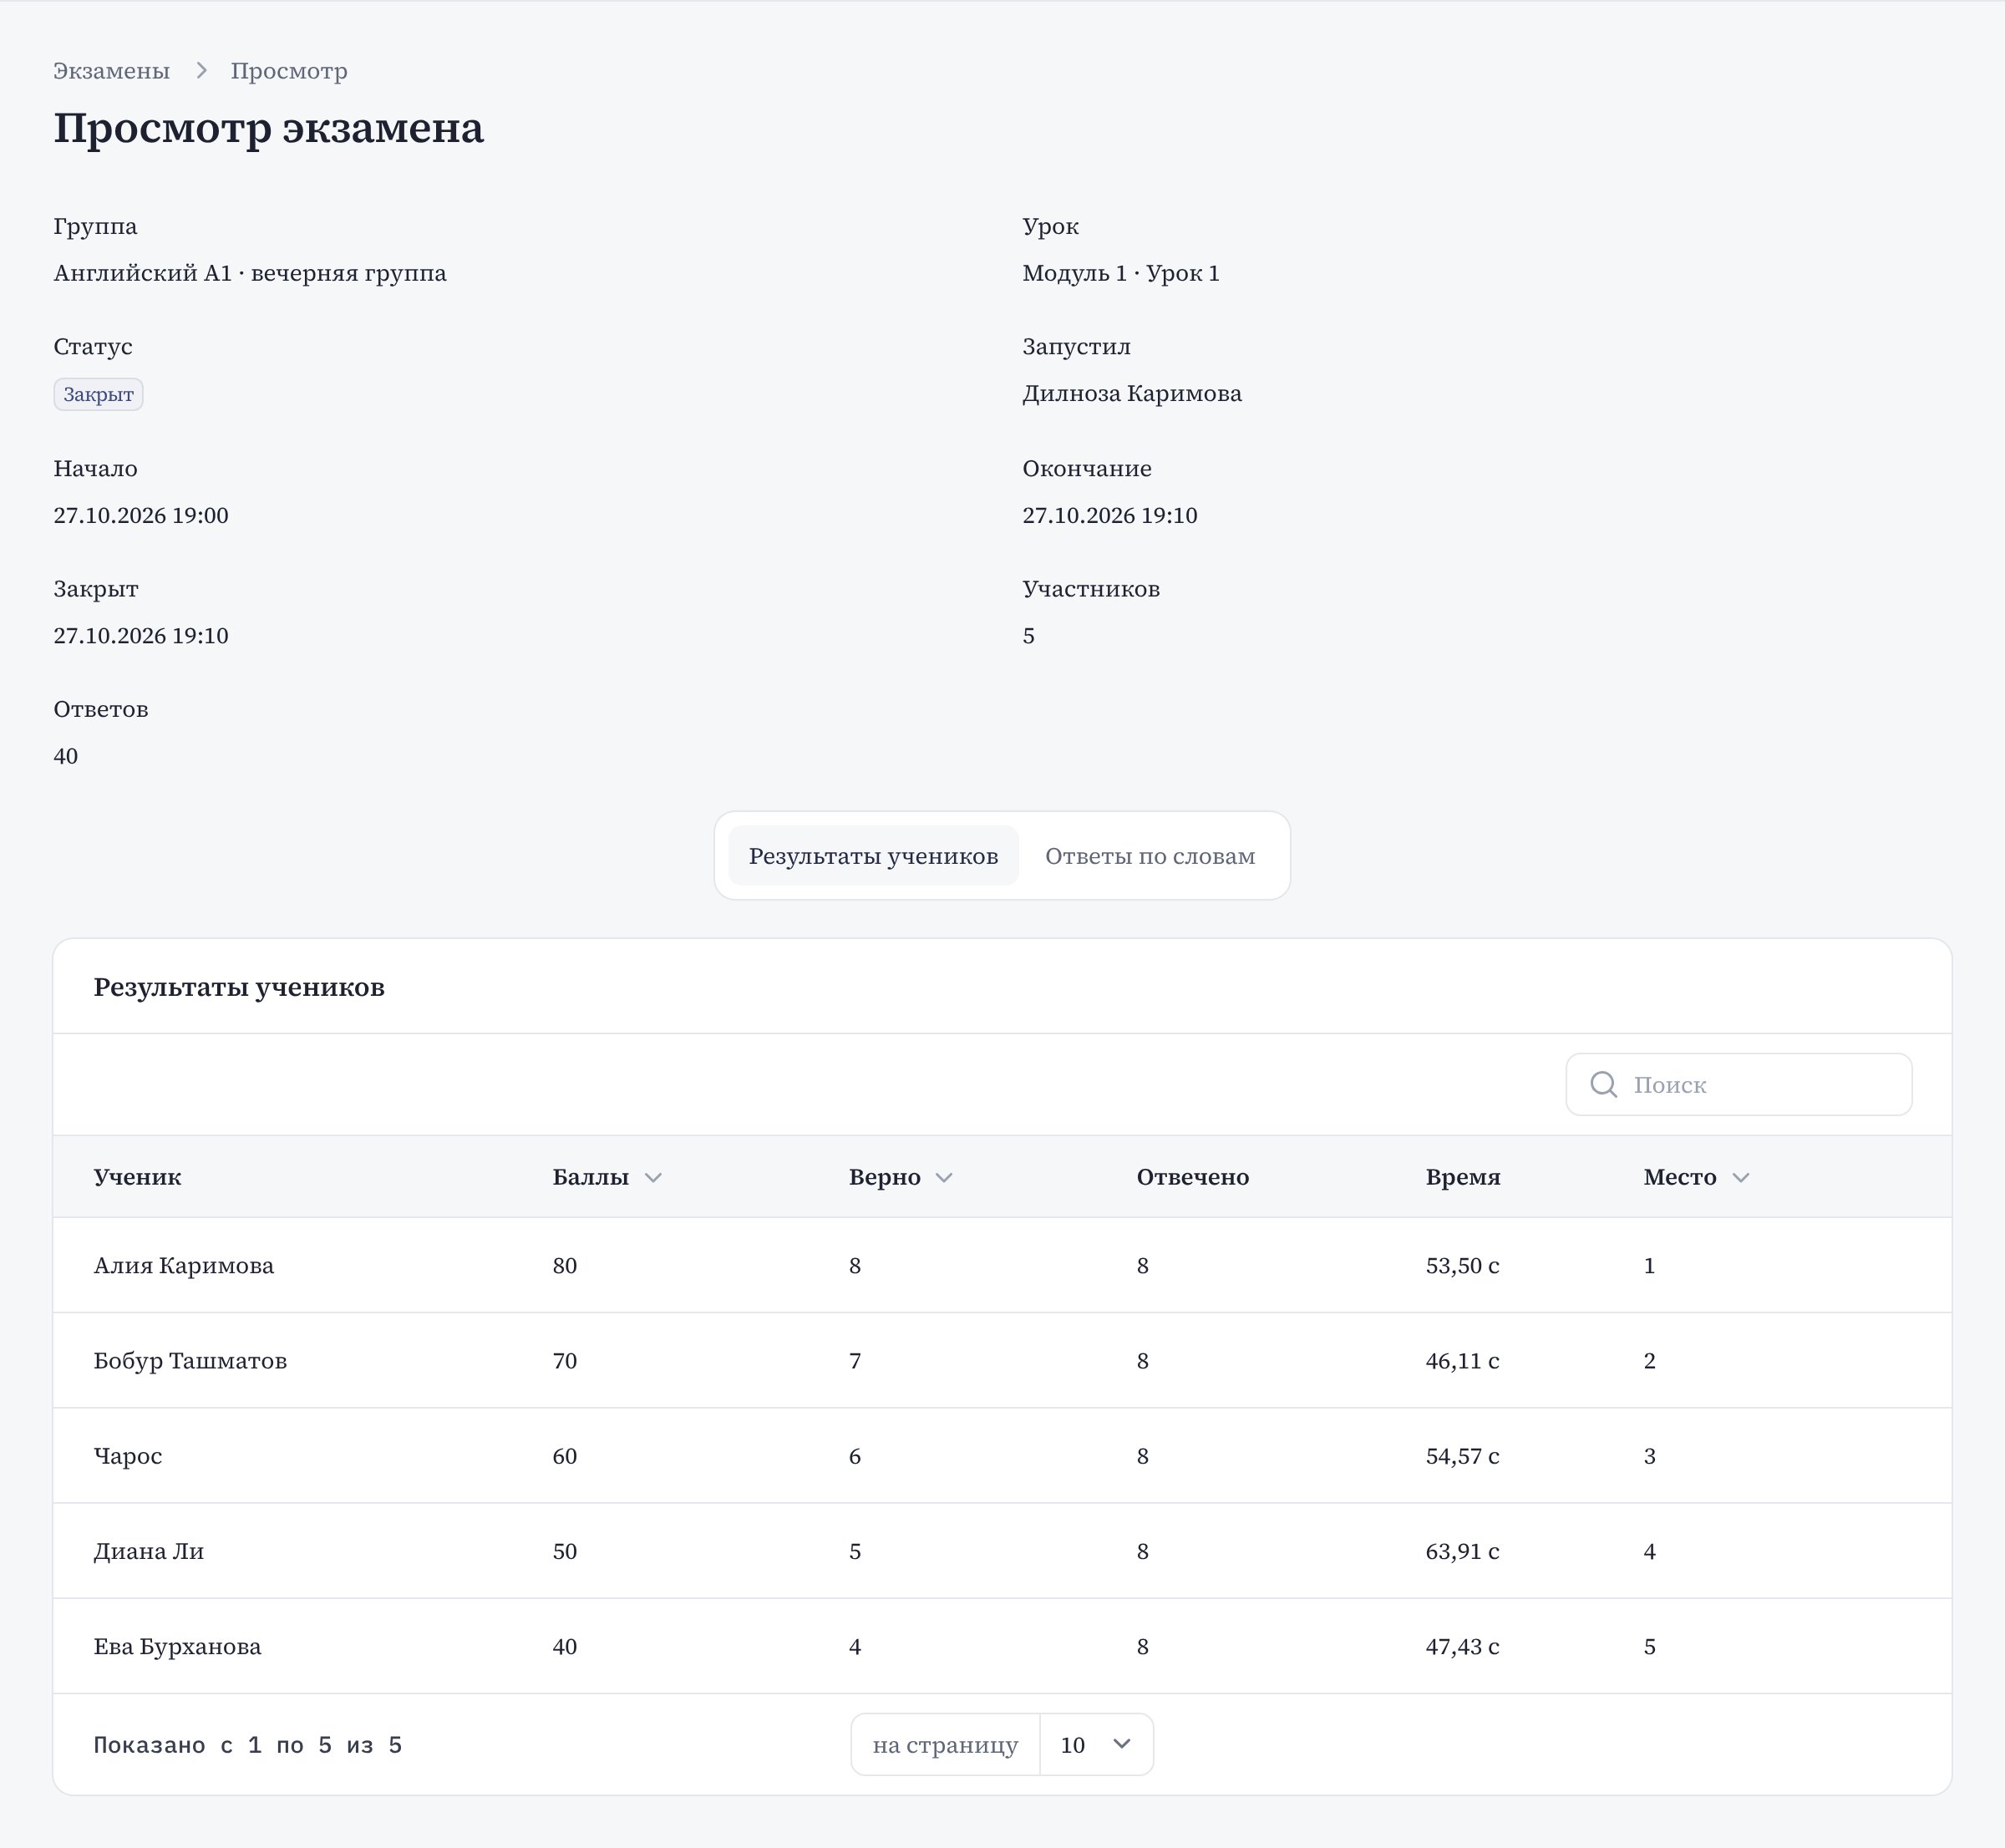 Экзамены > Просмотр
Просмотр экзамена
Группа
Английский A1 · вечерняя группа
Урок
Модуль 1 · Урок 1
Статус
Закрыт
Запустил
Дилноза Каримова
Начало
27.10.2026 19:00
Окончание
27.10.2026 19:10
Закрыт
27.10.2026 19:10
Участников
5
Ответов
40
Результаты учеников Ответы по словам
Результаты учеников
Поиск
Ученик Баллы Верно Отвечено Время Место
Алия Каримова 80 8 8 53,50 с 1
Бобур Ташматов 70 7 8 46,11 с 2
Чарос 60 6 8 54,57 с 3
Диана Ли 50 5 8 63,91 с 4
Ева Бурханова 40 4 8 47,43 с 5
Показано с 1 по 5 из 5 на страницу 10